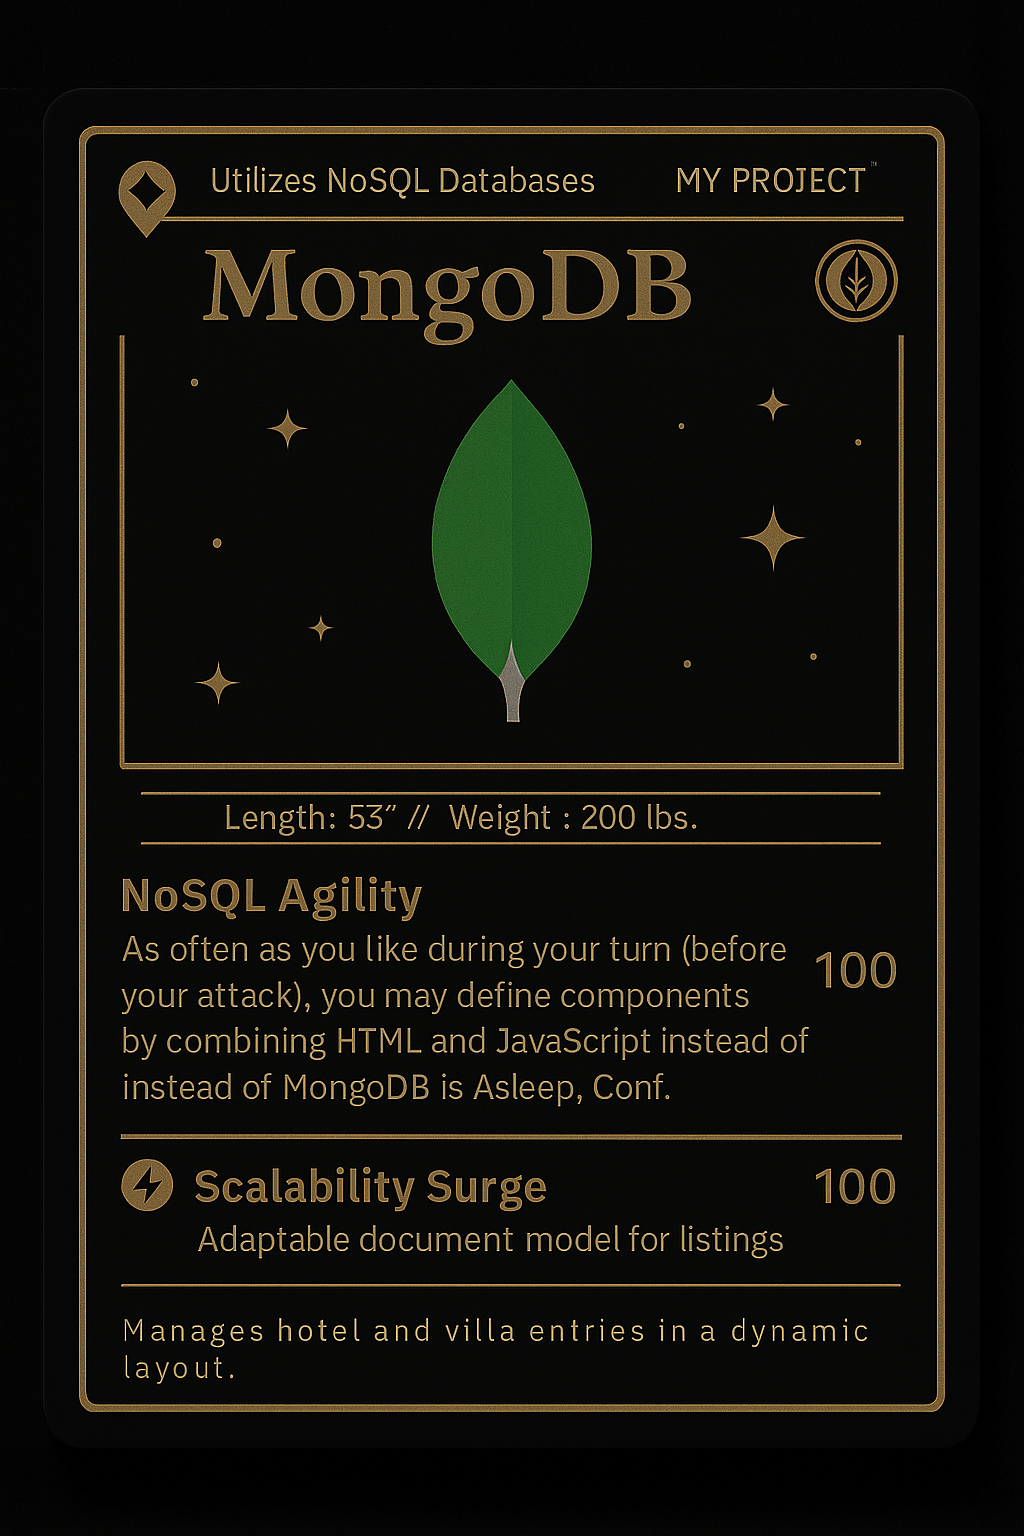 Utilizes NoSQL Databases
MY PROJECT™
MongoDB
Length: 53″ // Weight : 200 lbs.
NoSQL Agility
As often as you like during your turn (before
your attack), you may define components
by combining HTML and JavaScript instead of
instead of MongoDB is Asleep, Conf.
100
Scalability Surge
100
Adaptable document model for listings
Manages hotel and villa entries in a dynamic
layout.